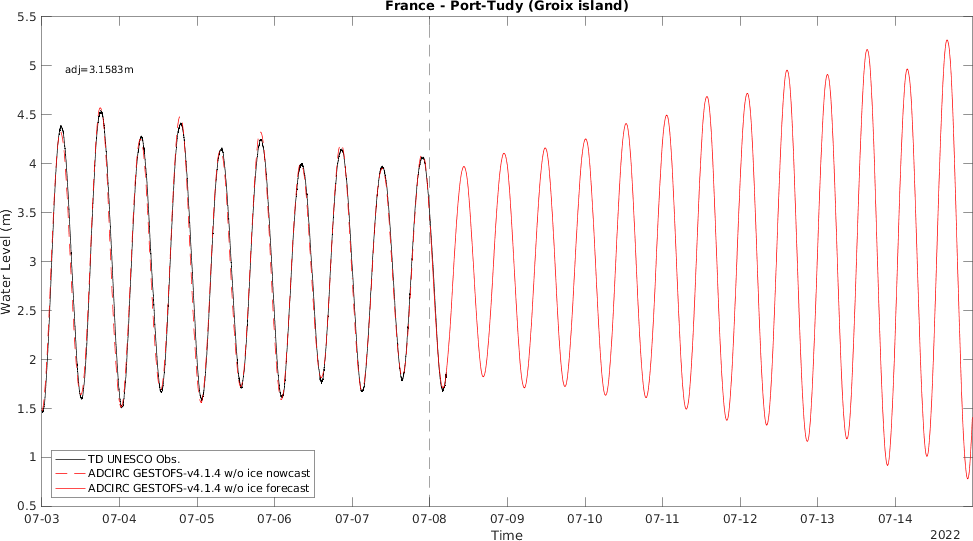 France - Port-Tudy (Groix island)
adj=3.1583m
5.5
5
4.5
4
3.5
3
2.5
2
1.5
1
0.5
Water Level (m)
TD UNESCO Obs.
ADCIRC GESTOFS-v4.1.4 w/o ice nowcast
ADCIRC GESTOFS-v4.1.4 w/o ice forecast
07-03 07-04 07-05 07-06 07-07 07-08 07-09 07-10 07-11 07-12 07-13 07-14
Time
2022